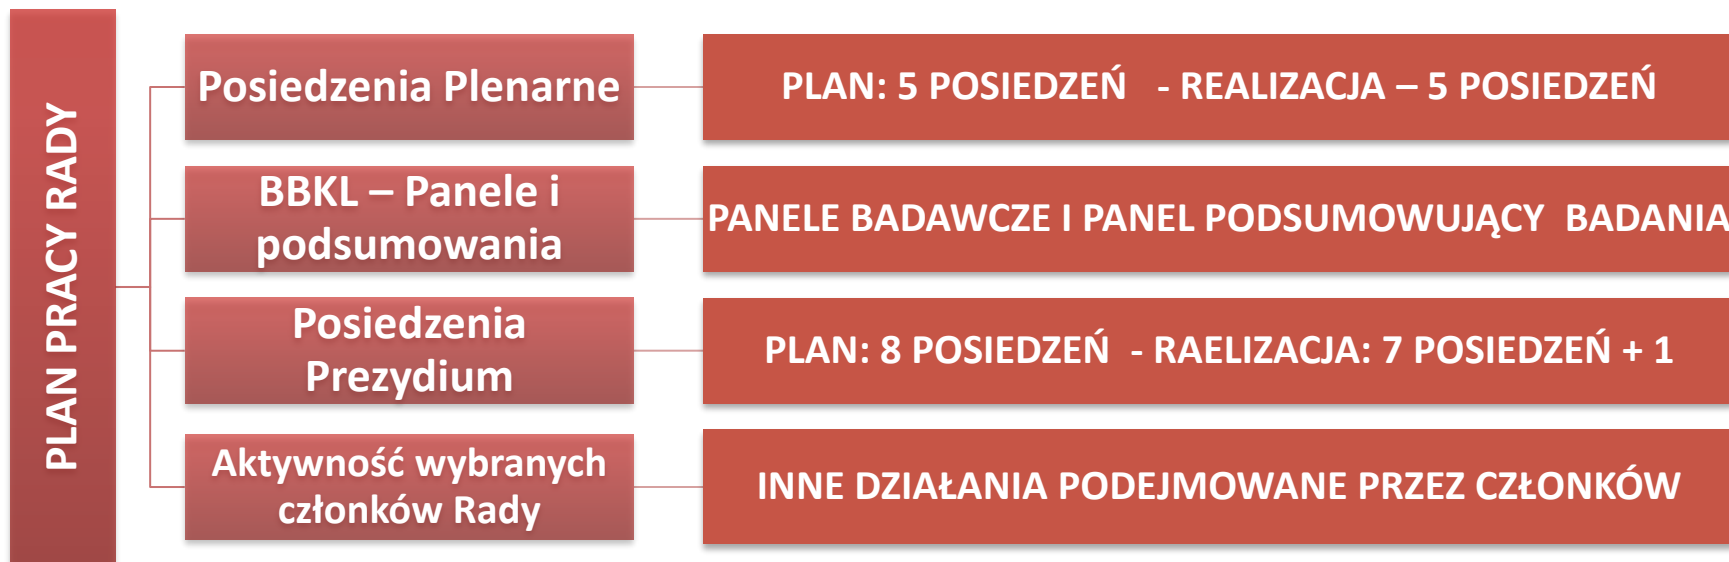 PLAN PRACY RADY
Posiedzenia Plenarne
PLAN: 5 POSIEDZEŃ - REALIZACJA – 5 POSIEDZEŃ
BBKL – Panele i
podsumowania
PANELE BADAWCZE I PANEL PODSUMOWUJĄCY BADANIA
Posiedzenia
Prezydium
PLAN: 8 POSIEDZEŃ - RAELIZACJA: 7 POSIEDZEŃ + 1
Aktywność wybranych
członków Rady
INNE DZIAŁANIA PODEJMOWANE PRZEZ CZŁONKÓW